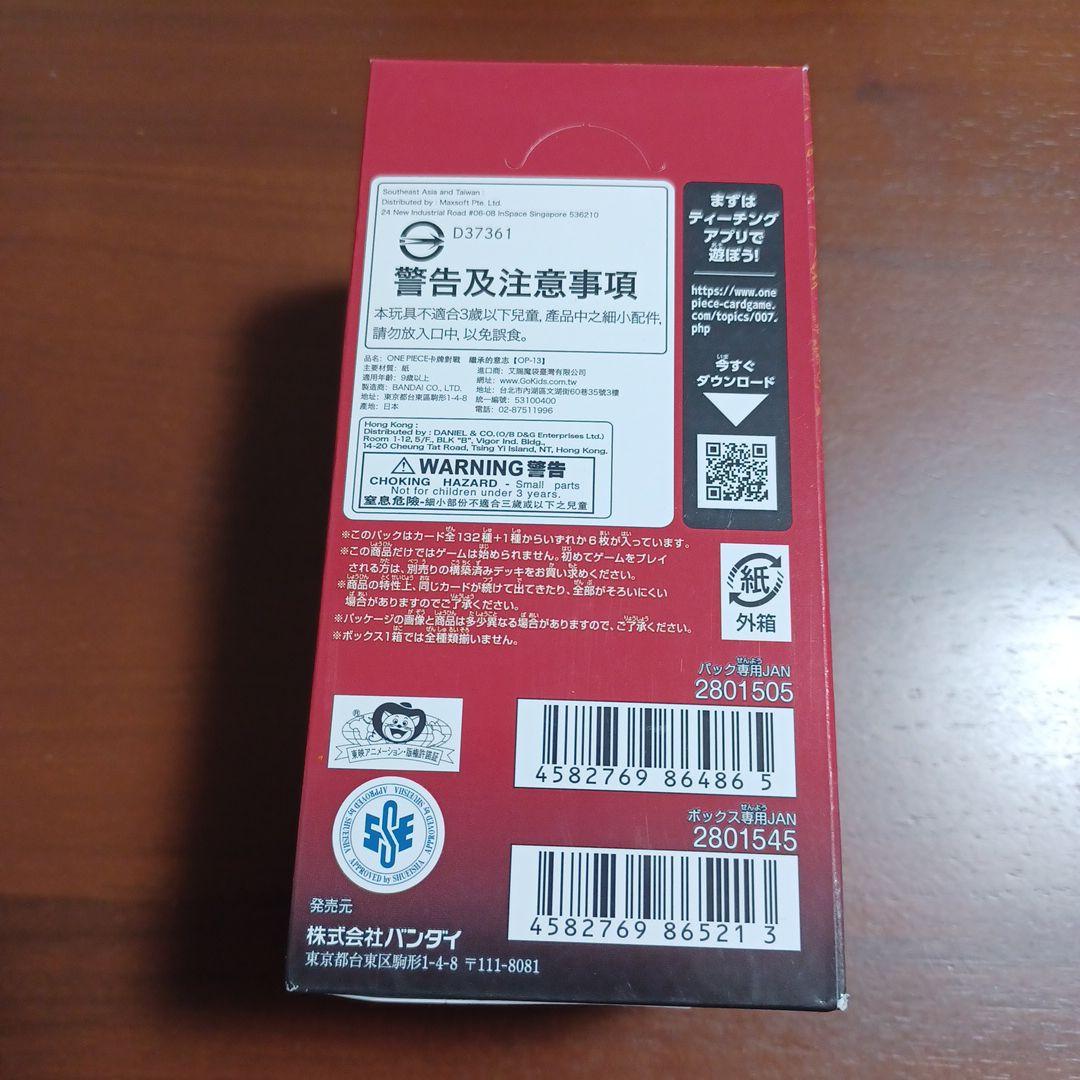 Southeast Asia and Taiwan :
Distributed by : Maxsoft Pte. Ltd.
24 New Industrial Road #06-08 InSpace Singapore 536210
D37361
警告及注意事項
本玩具不適合3歲以下兒童, 產品中之細小配件,
請勿放入口中, 以免誤食。
品名: ONE PIECE卡牌對戰 繼承的意志【OP-13】
主要材質: 紙 進口商: 艾瑞魔袋臺灣有限公司
適用年齡: 9歲以上 網址: www.GoKids.com.tw
製造商: BANDAI CO., LTD. 地址: 台北市內湖區文湖街60巷35號3樓
地址: 東京都台東區駒形1-4-8 統一編號: 53100400
產地: 日本 電話: 02-87511996
Hong Kong :
Distributed by : DANIEL & CO.(O/B D&G Enterprises Ltd.)
Room 1-12, 5/F., BLK "B", Vigor Ind. Bldg.,
14-20 Cheung Tat Road, Tsing Yi Island, NT, Hong Kong.
WARNING 警告
CHOKING HAZARD - Small parts
Not for children under 3 years.
窒息危險-細小部份不適合三歲或以下之兒童
まずは
ティーチング
アプリで
遊ぼう!
https://www.one
piece-cardgame.
com/topics/007.
php
今すぐ
ダウンロード
※このパックはカード全132種+1種からいずれか6枚が入っています。
※この商品だけではゲームは始められません。初めてゲームをプレイ
される方は、別売りの構築済みデッキをお買い求めください。
※商品の特性上、同じカードが続けて出てきたり、全部がそろいにくい
場合がありますのでご了承ください。
※パッケージの画像と商品は多少異なる場合がありますので、ご了承ください。
※ボックス1箱では全種類揃いません。
紙
外箱
パック専用JAN
2801505
4582769 86486 5
ボックス専用JAN
2801545
4582769 86521 3
®
東映アニメーション・版権許諾証
APPROVED by SHUEISHA
APPROVED by SHUEISHA
APPROVED by SHUEISHA
発売元
株式会社バンダイ
東京都台東区駒形1-4-8 〒111-8081